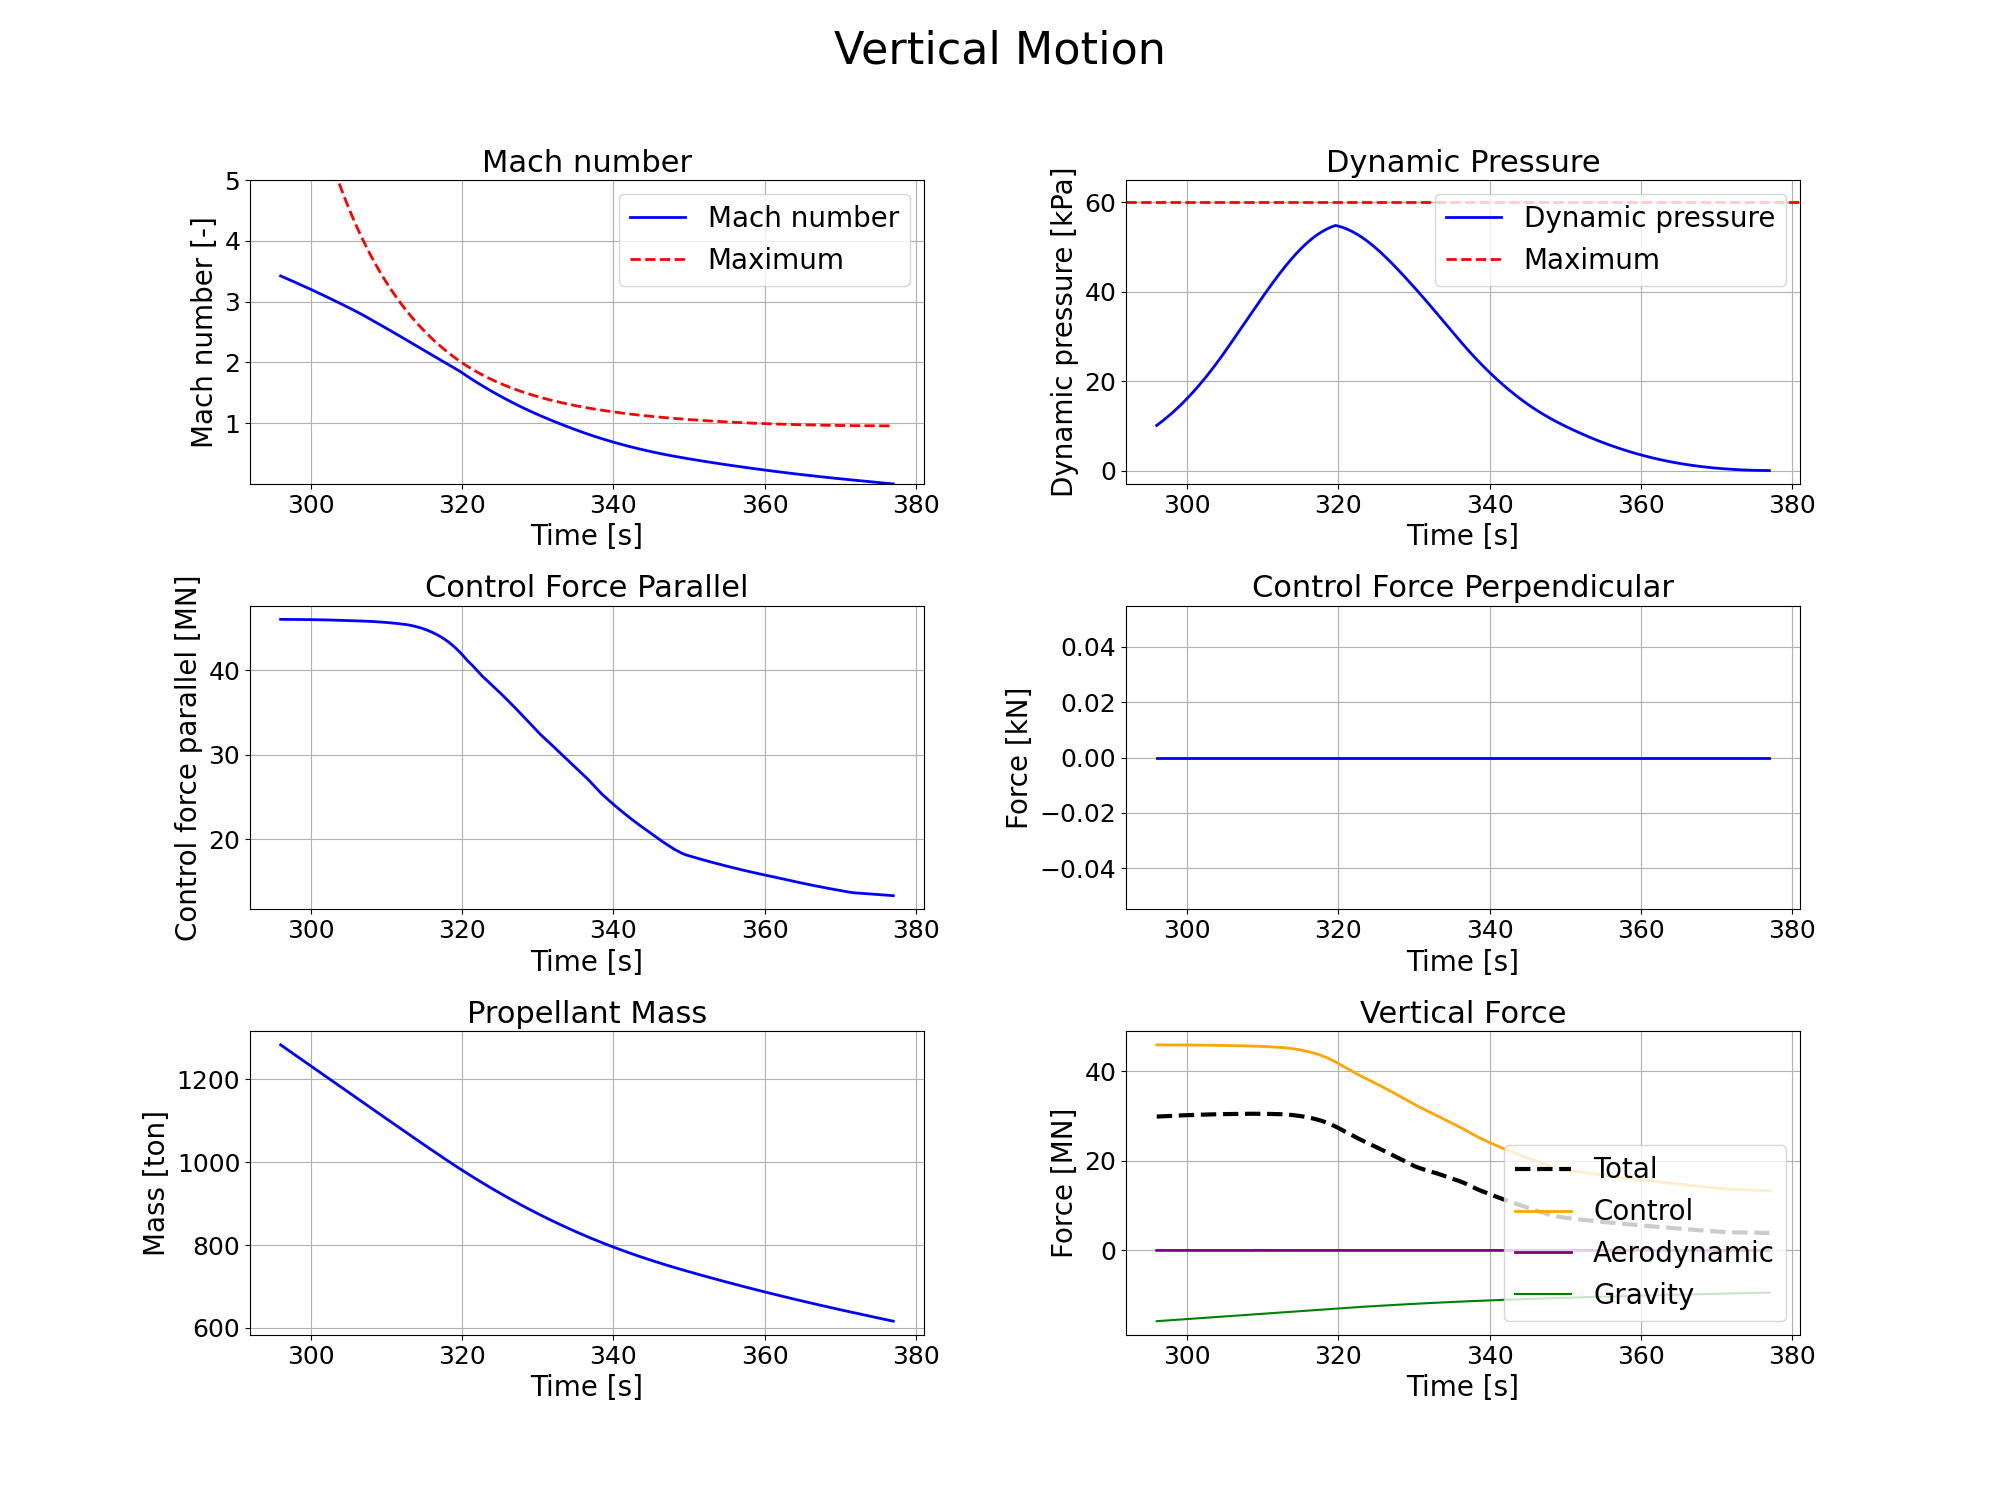 Vertical Motion
Mach number
Mach number [-]
5
4
3
2
1
Mach number
Maximum
300 320 340 360 380
Time [s]
Dynamic Pressure
Dynamic pressure [kPa]
60
40
20
0
Dynamic pressure
Maximum
300 320 340 360 380
Time [s]
Control Force Parallel
Control force parallel [MN]
40
30
20
300 320 340 360 380
Time [s]
Control Force Perpendicular
Force [kN]
0.04
0.02
0.00
−0.02
−0.04
300 320 340 360 380
Time [s]
Propellant Mass
Mass [ton]
1200
1000
800
600
300 320 340 360 380
Time [s]
Vertical Force
Force [MN]
40
20
0
Total
Control
Aerodynamic
Gravity
300 320 340 360 380
Time [s]